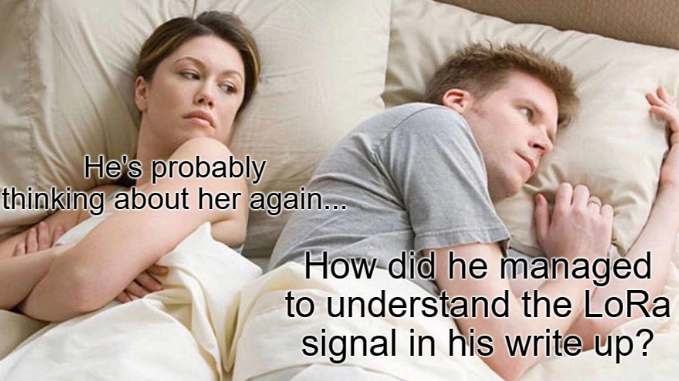 He's probably
thinking about her again...
How did he managed
to understand the LoRa
signal in his write up?